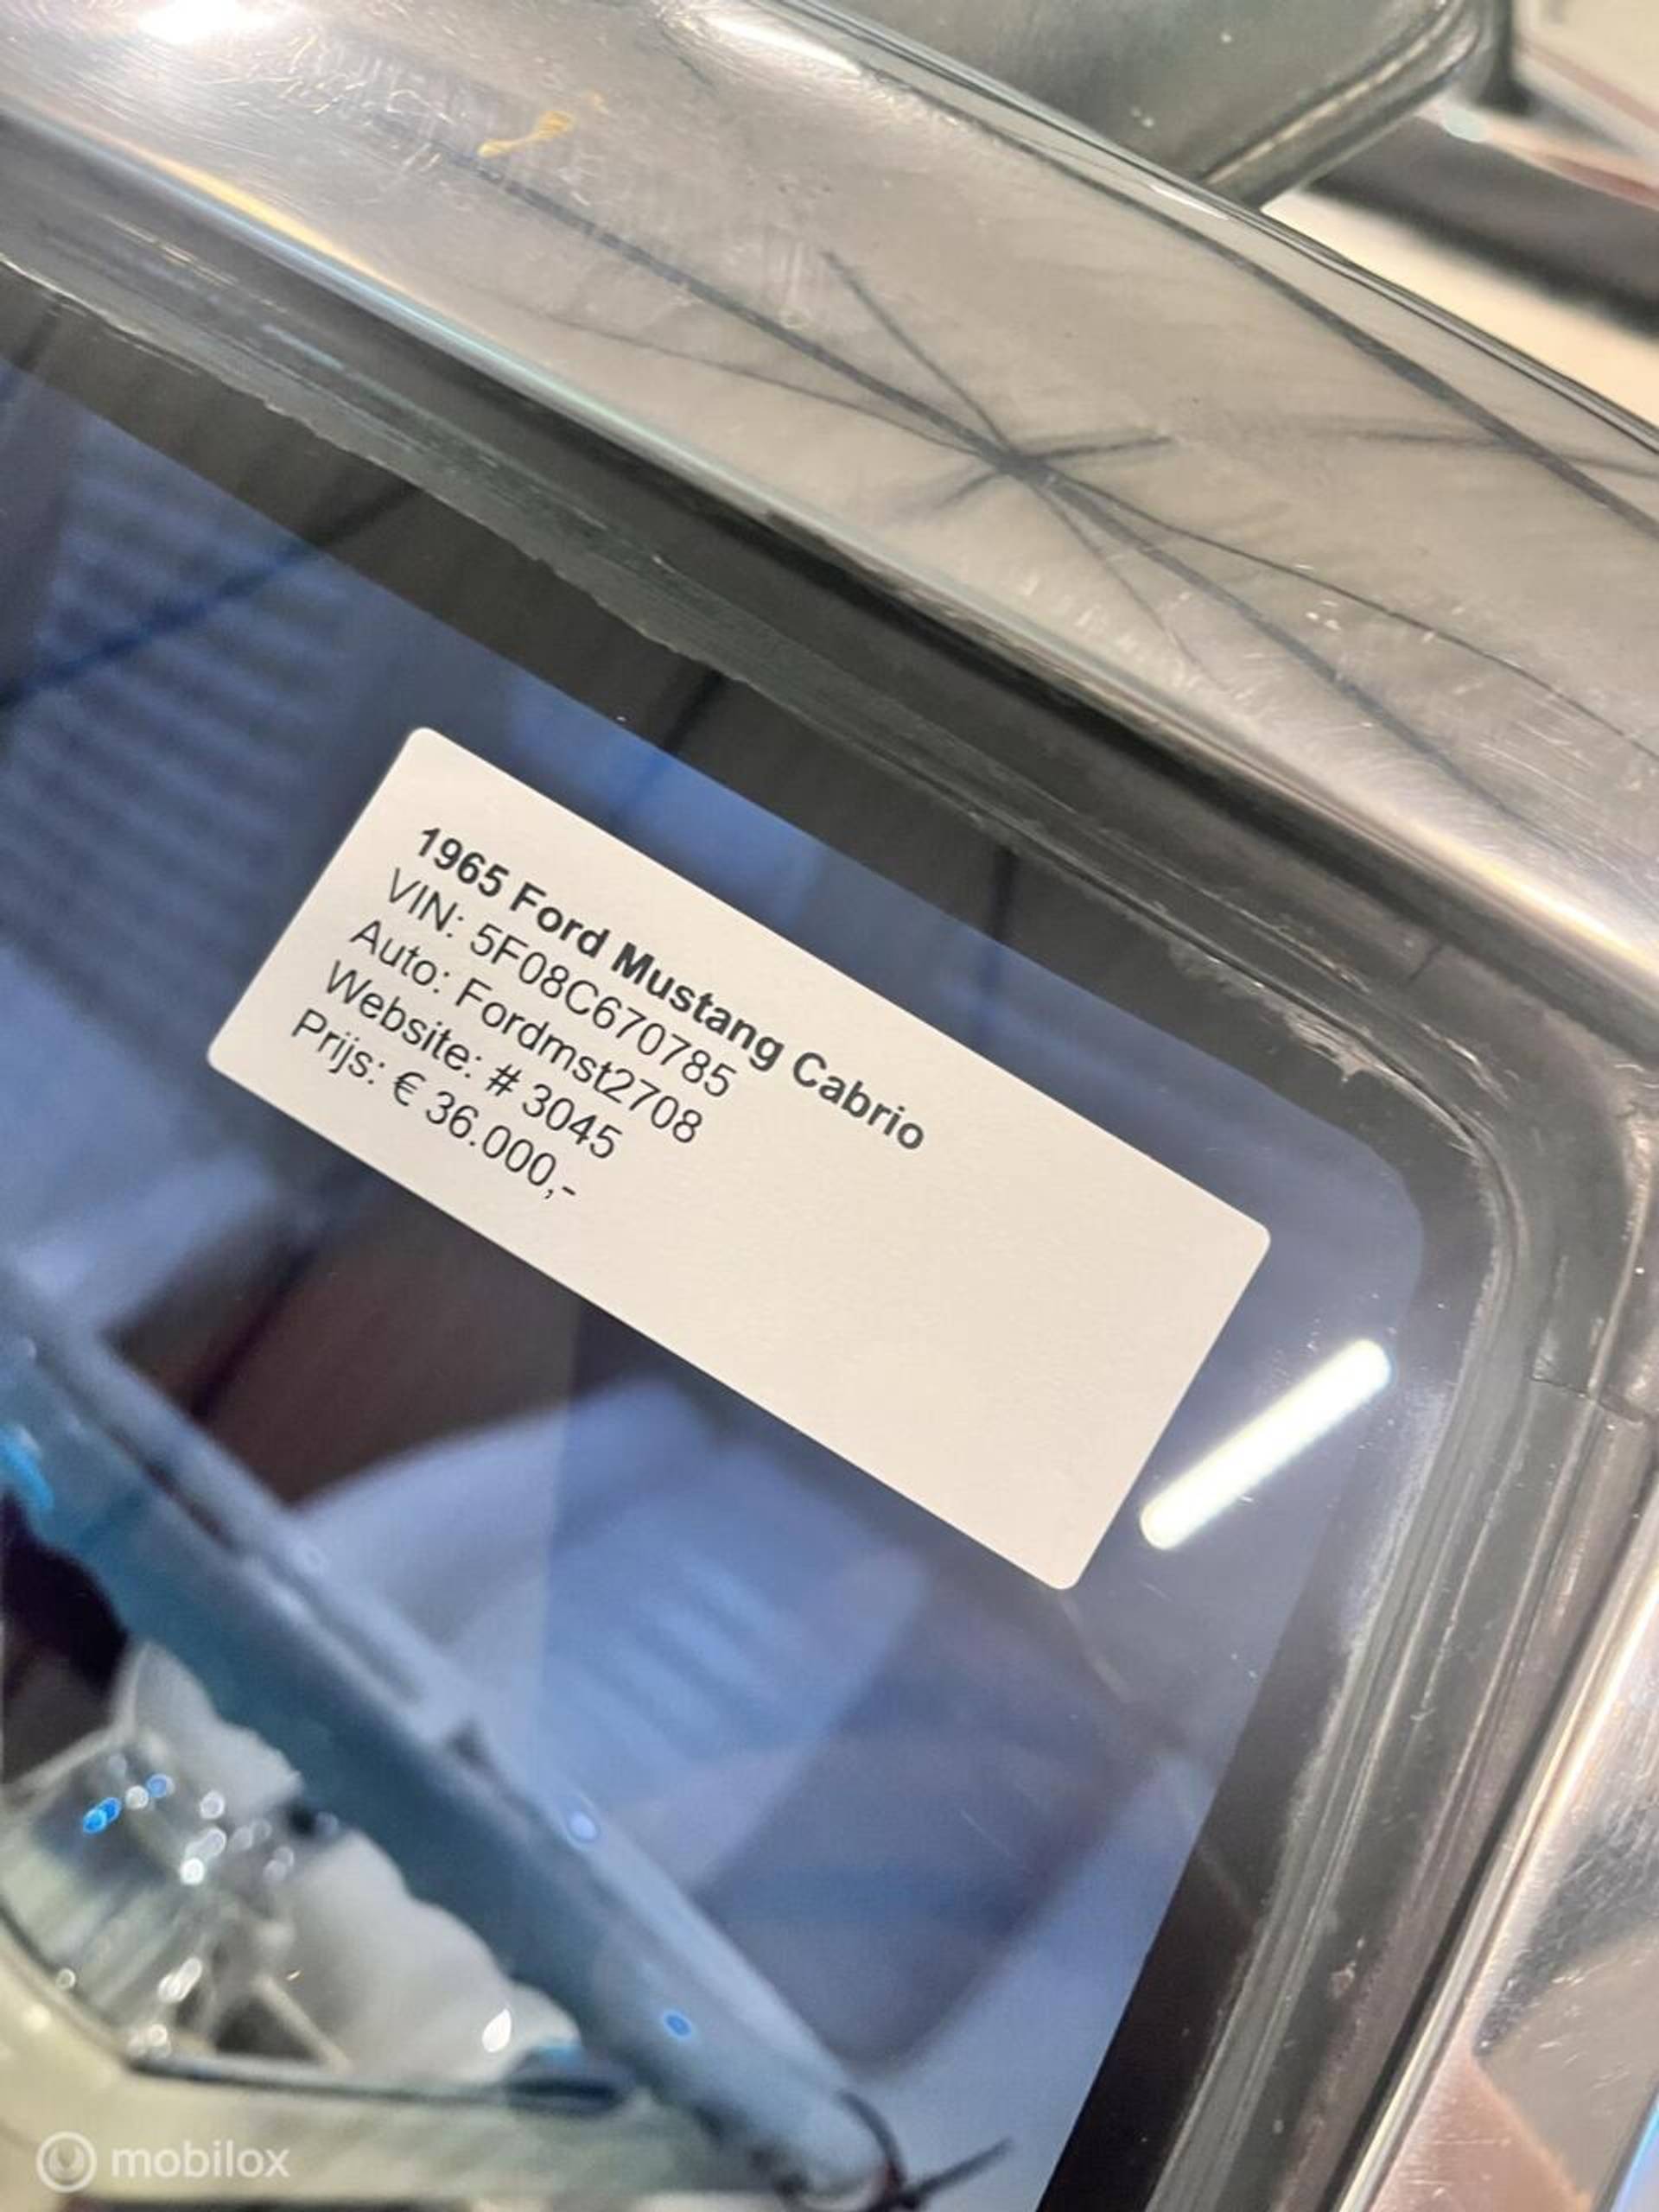 1965 Ford Mustang Cabrio
VIN: 5F08C670785
Auto: Fordmst2708
Website: # 3045
Prijs: € 36.000,-
mobilox